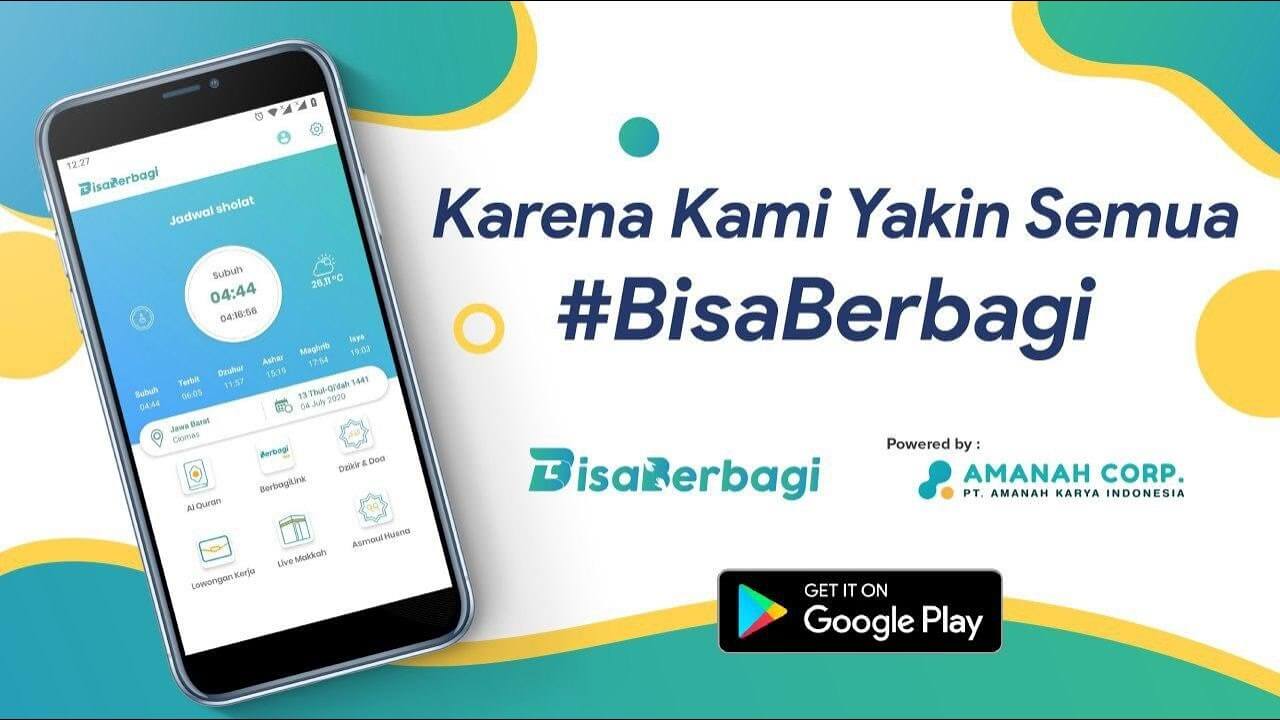 12.27
BisaBerbagi
Jadwal sholat
Subuh
04:44
04:16:56
26,11°C
Subuh Terbit Dzuhur Ashar Maghrib Isya
04:44 06:05 11:57 15:19 17:54 19:03
Jawa Barat
Ciomas
13 Thul-Qi'dah 1441
04 July 2020
Al Quran
Berbagi
BerbagiLink
Dzikir & Doa
Lowongan Kerja
Live Makkah
99
Asmaul Husna
Karena Kami Yakin Semua
#BisaBerbagi
BisaBerbagi
Powered by :
AMANAH CORP.
PT. AMANAH KARYA INDONESIA
GET IT ON
Google Play